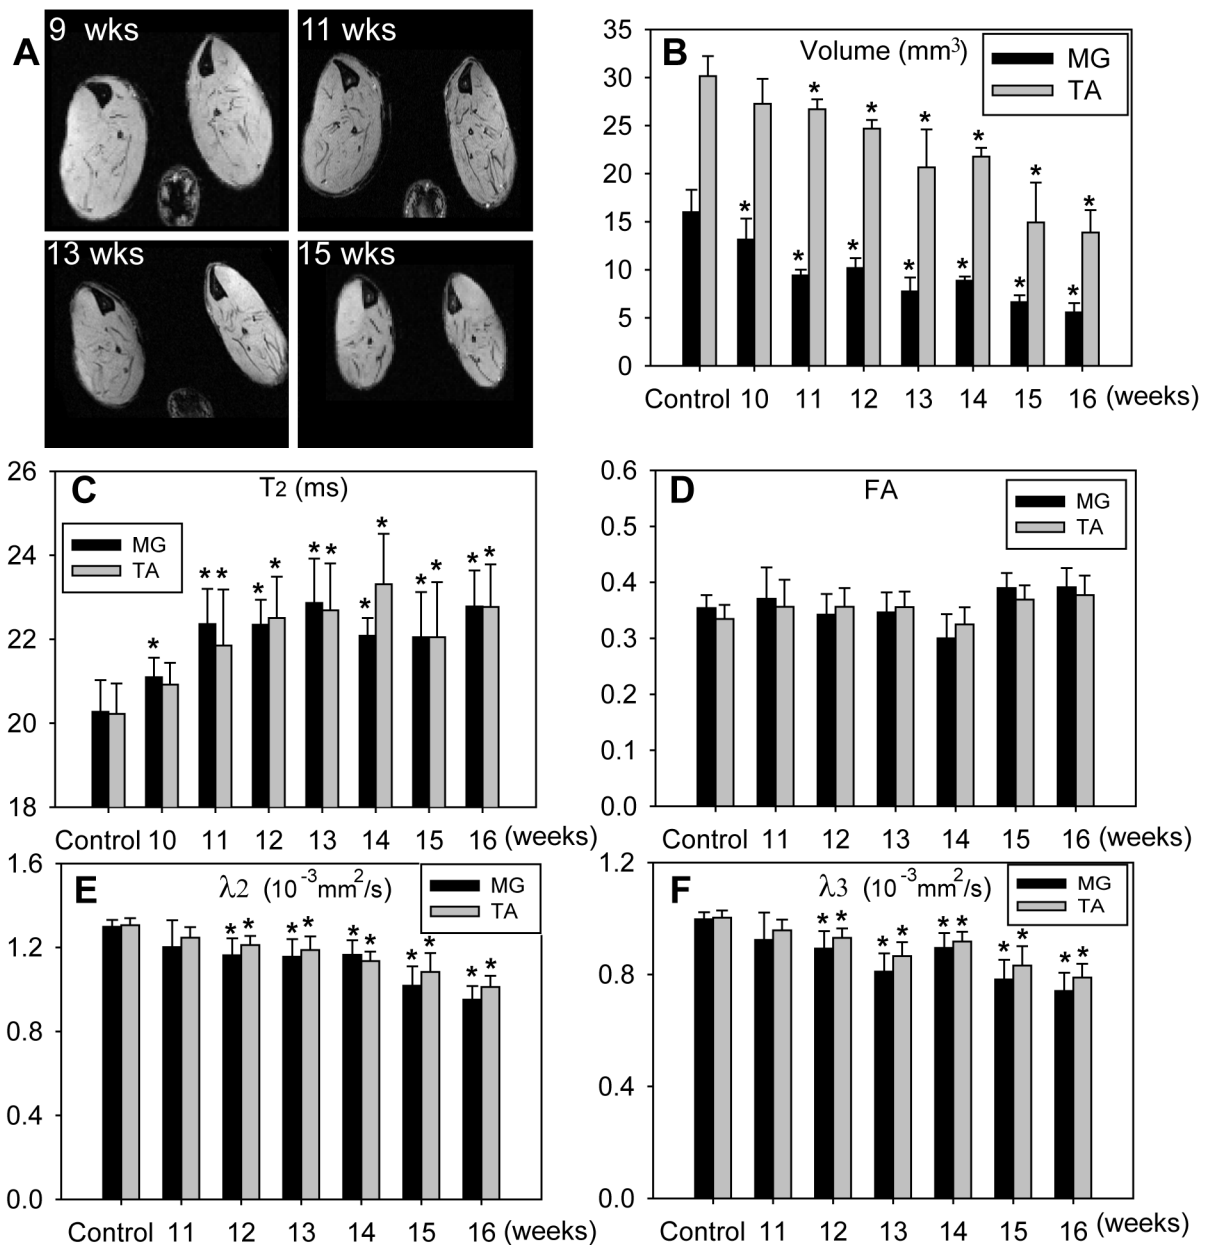 A
9 wks
11 wks
13 wks
15 wks
B
Volume (mm³)
MG
TA
35
30
25
20
15
10
5
0
* * * * * * *
* * * * * *
Control 10 11 12 13 14 15 16 (weeks)
C
T2 (ms)
MG
TA
26
24
22
20
18
* * * * * * * * * * * * *
Control 10 11 12 13 14 15 16 (weeks)
D
FA
MG
TA
0.6
0.5
0.4
0.3
0.2
0.1
0.0
Control 11 12 13 14 15 16 (weeks)
E
λ2 (10⁻³mm²/s)
MG
TA
1.6
1.2
0.8
0.4
0.0
* * * * * * * * * *
Control 11 12 13 14 15 16 (weeks)
F
λ3 (10⁻³mm²/s)
MG
TA
1.2
0.8
0.4
0.0
* * * * * * * * * *
Control 11 12 13 14 15 16 (weeks)